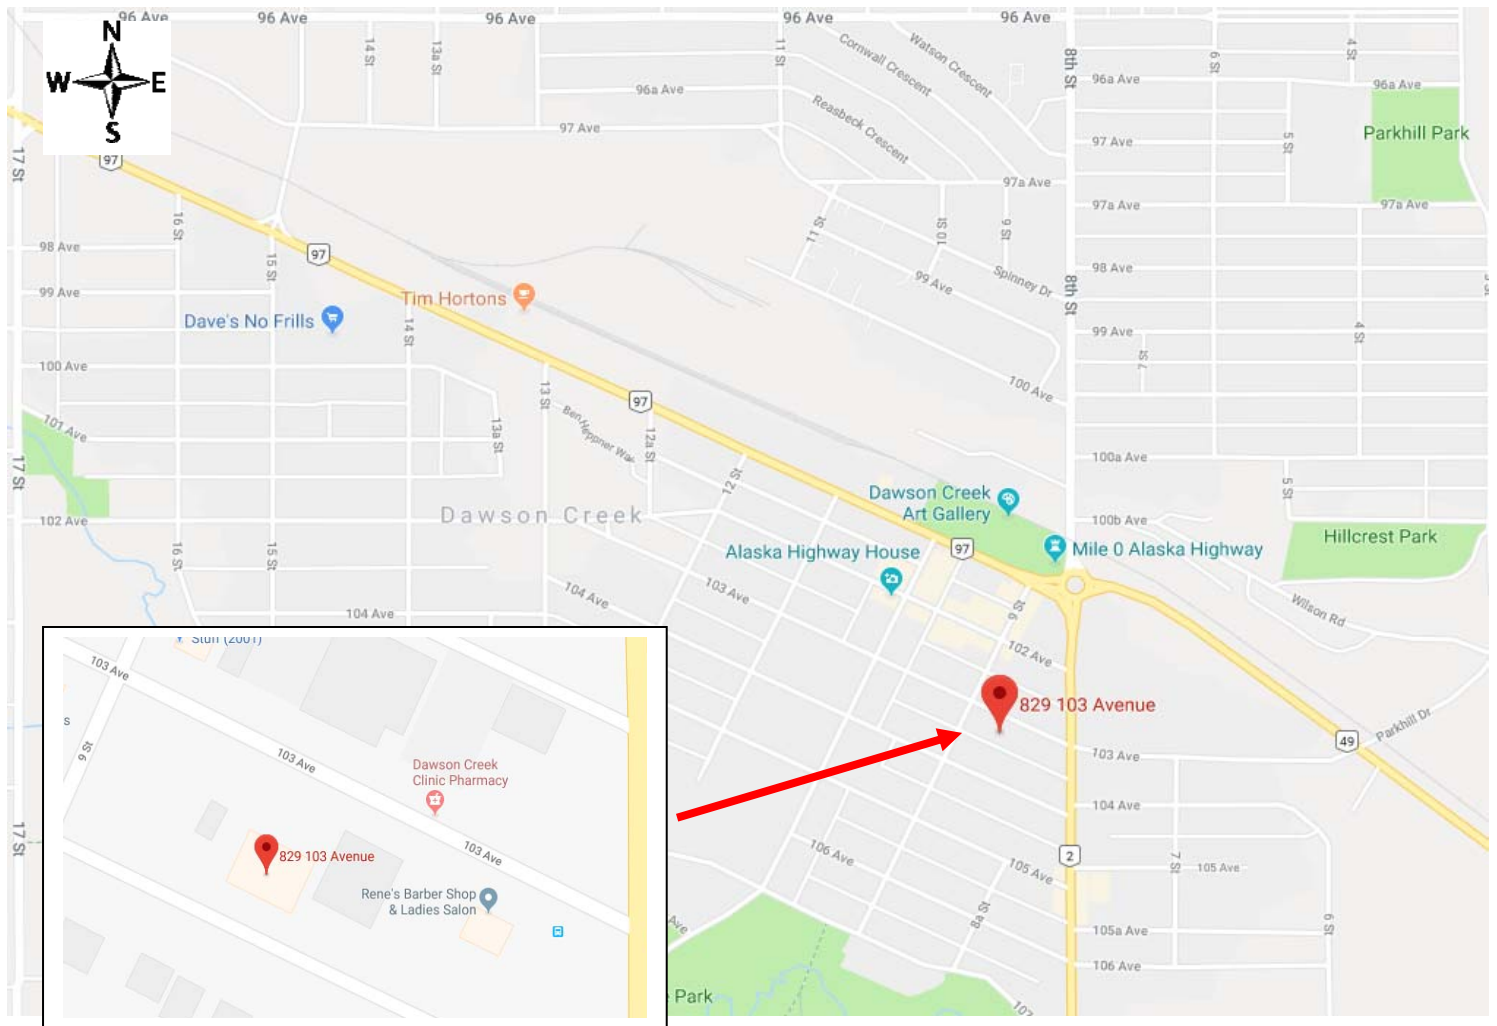 96 Ave
96 Ave
96 Ave
96 Ave
96 Ave
N
W
E
S
14 St
13a St
11 St
Cornwall Crescent
Watson Crescent
8th St
6 St
4 St
96a Ave
96a Ave
96a Ave
Reasbeck Crescent
97 Ave
97 Ave
5 St
Parkhill Park
97
17 St
97a Ave
97a Ave
97a Ave
16 St
11 St
10 St
9 St
98 Ave
15 St
97
98 Ave
Spinney Dr
8th St
99 Ave
99 Ave
Tim Hortons
Dave's No Frills
14 St
99 Ave
7 St
4 St
100 Ave
13 St
100 Ave
97
Ben Heppner Way
101 Ave
13a St
12a St
17 St
12 St
100a Ave
5 St
Dawson Creek
Art Gallery
102 Ave
Dawson Creek
100b Ave
Hillcrest Park
16 St
15 St
Alaska Highway House
97
Mile 0 Alaska Highway
104 Ave
103 Ave
9 St
Wilson Rd
104 Ave
102 Ave
Stuff (2001)
103 Ave
829 103 Avenue
Parkhill Dr
49
s
9 St
103 Ave
103 Ave
Dawson Creek
Clinic Pharmacy
104 Ave
17 St
103 Ave
829 103 Avenue
106 Ave
2
105 Ave
7 St
105 Ave
Rene's Barber Shop
& Ladies Salon
Ave
8a St
6 St
105a Ave
106 Ave
Park
107